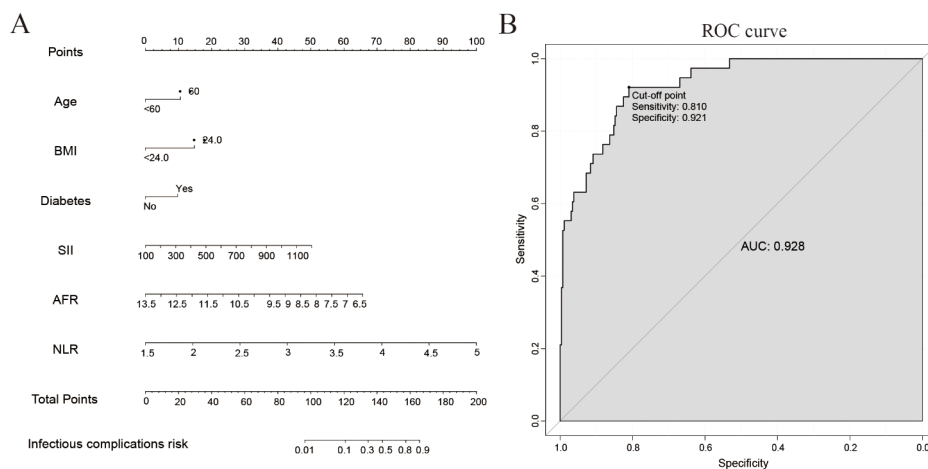 A
Points
0 10 20 30 40 50 60 70 80 90 100
Age
60
<60
BMI
24.0
<24.0
Diabetes
Yes
No
SII
100 300 500 700 900 1100
AFR
13.5 12.5 11.5 10.5 9.5 9 8.5 8 7.5 7 6.5
NLR
1.5 2 2.5 3 3.5 4 4.5 5
Total Points
0 20 40 60 80 100 120 140 160 180 200
Infectious complications risk
0.01 0.1 0.3 0.5 0.8 0.9
B
ROC curve
Cut-off point
Sensitivity: 0.810
Specificity: 0.921
AUC: 0.928
Sensitivity
1.0
0.8
0.6
0.4
0.2
0.0
1.0 0.8 0.6 0.4 0.2 0.0
Specificity